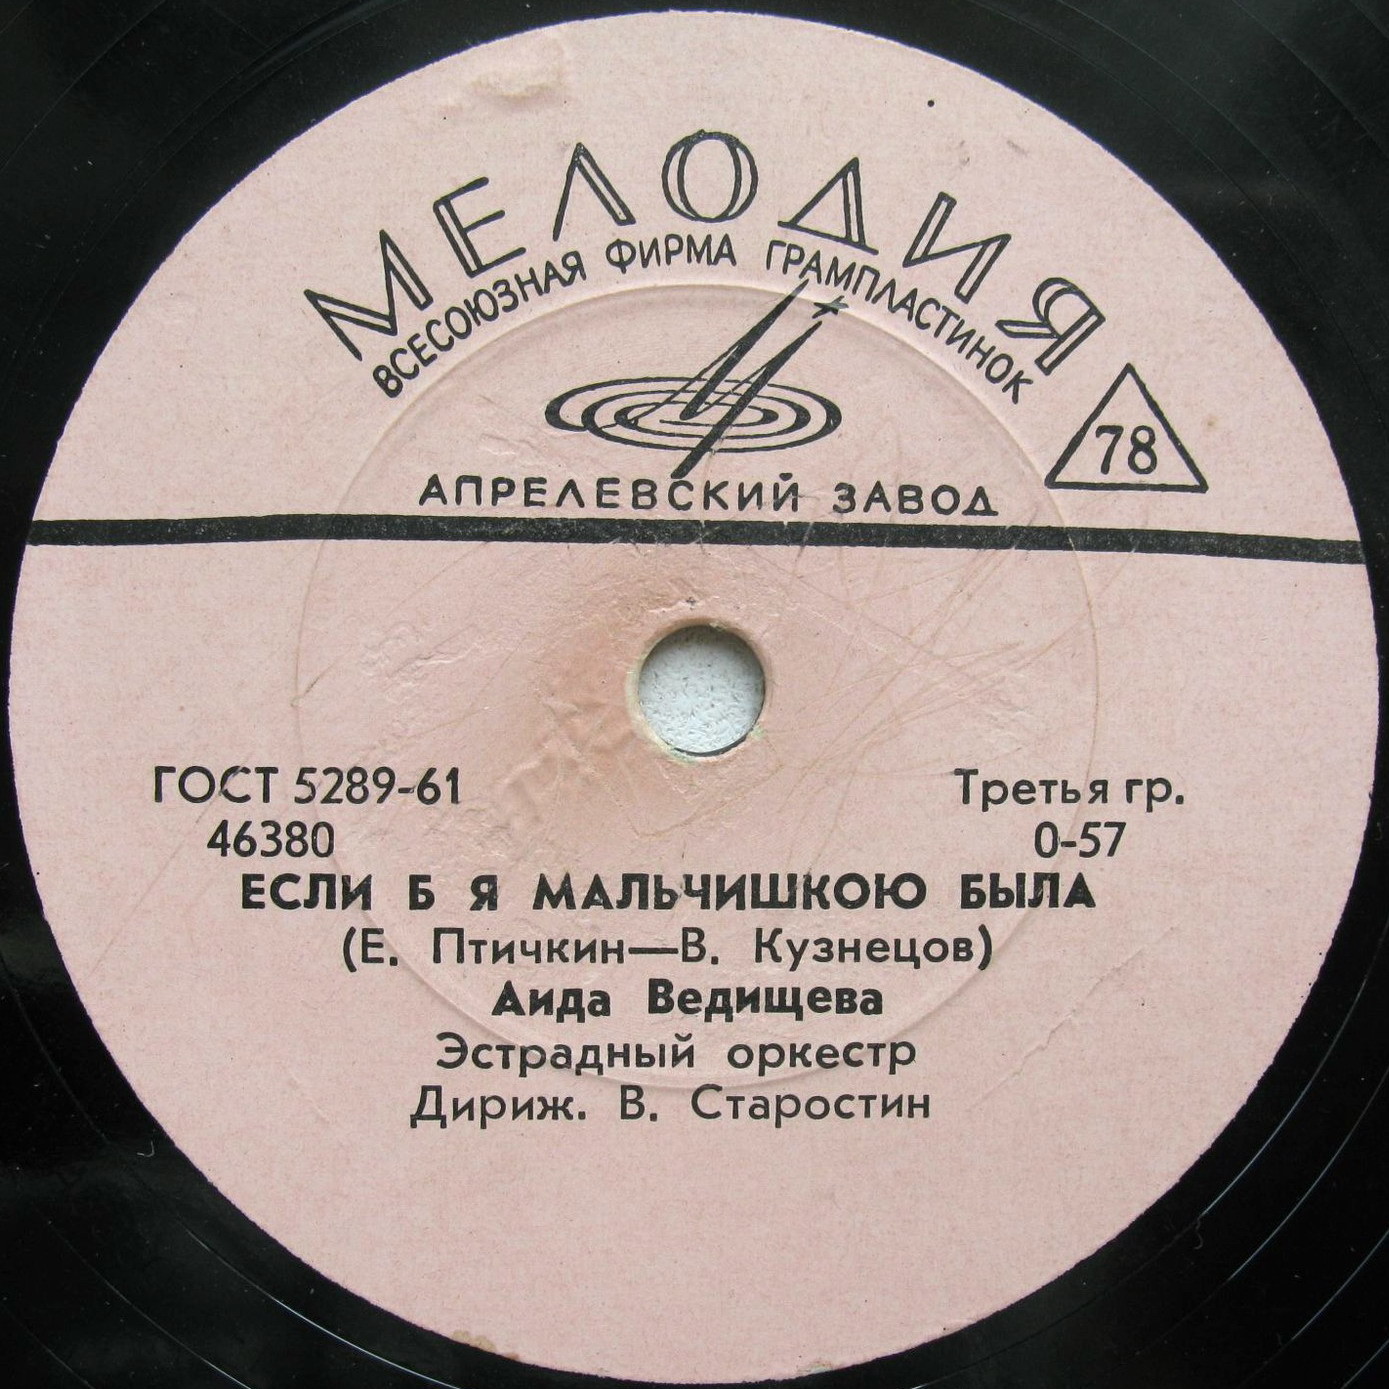 МЕЛОДИЯ
ВСЕСОЮЗНАЯ ФИРМА ГРАМПЛАСТИНОК
78
АПРЕЛЕВСКИЙ ЗАВОД
ГОСТ 5289-61 Третья гр.
46380 0-57
ЕСЛИ Б Я МАЛЬЧИШКОЮ БЫЛА
(Е. Птичкин—В. Кузнецов)
Аида Ведищева
Эстрадный оркестр
Дириж. В. Старостин